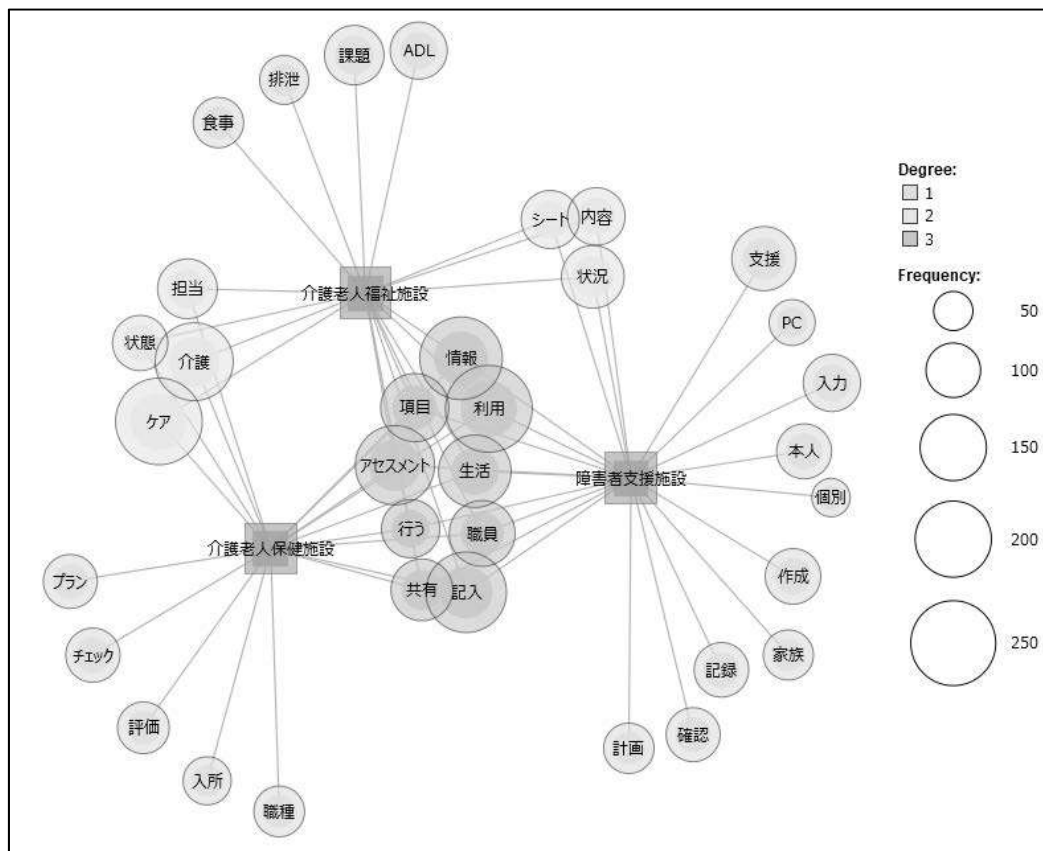 課題
ADL
排泄
食事
シート
内容
状況
支援
担当
介護老人福祉施設
状態
介護
ケア
情報
項目
利用
アセスメント
生活
行う
職員
共有
記入
PC
入力
本人
障害者支援施設
個別
介護老人保健施設
プラン
チェック
評価
入所
職種
作成
家族
記録
確認
計画
Degree:
1
2
3
Frequency:
50
100
150
200
250